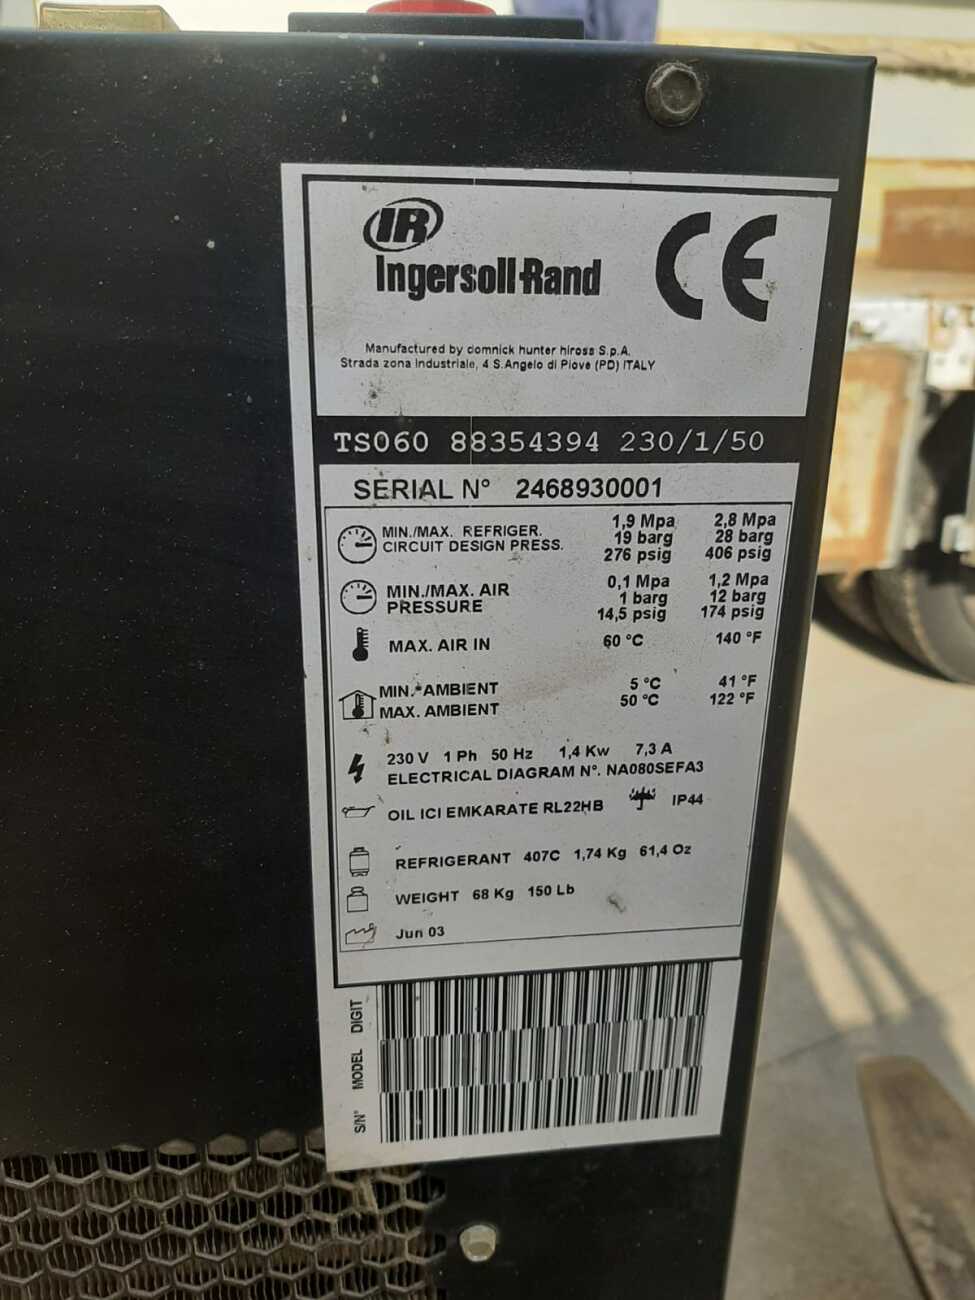 IR
Ingersoll-Rand
CE
Manufactured by domnick hunter hiross S.p.A.
Strada zona Industriale, 4 S.Angelo di Piove (PD) ITALY
TS060 88354394 230/1/50
SERIAL N° 2468930001
MIN./MAX. REFRIGER. 1,9 Mpa 2,8 Mpa
CIRCUIT DESIGN PRESS. 19 barg 28 barg
276 psig 406 psig
MIN./MAX. AIR 0,1 Mpa 1,2 Mpa
PRESSURE 1 barg 12 barg
14,5 psig 174 psig
MAX. AIR IN 60 °C 140 °F
MIN. AMBIENT 5 °C 41 °F
MAX. AMBIENT 50 °C 122 °F
230 V 1 Ph 50 Hz 1,4 Kw 7,3 A
ELECTRICAL DIAGRAM N°. NA080SEFA3
OIL ICI EMKARATE RL22HB IP44
REFRIGERANT 407C 1,74 Kg 61,4 Oz
WEIGHT 68 Kg 150 Lb
Jun 03
S/N° MODEL DIGIT